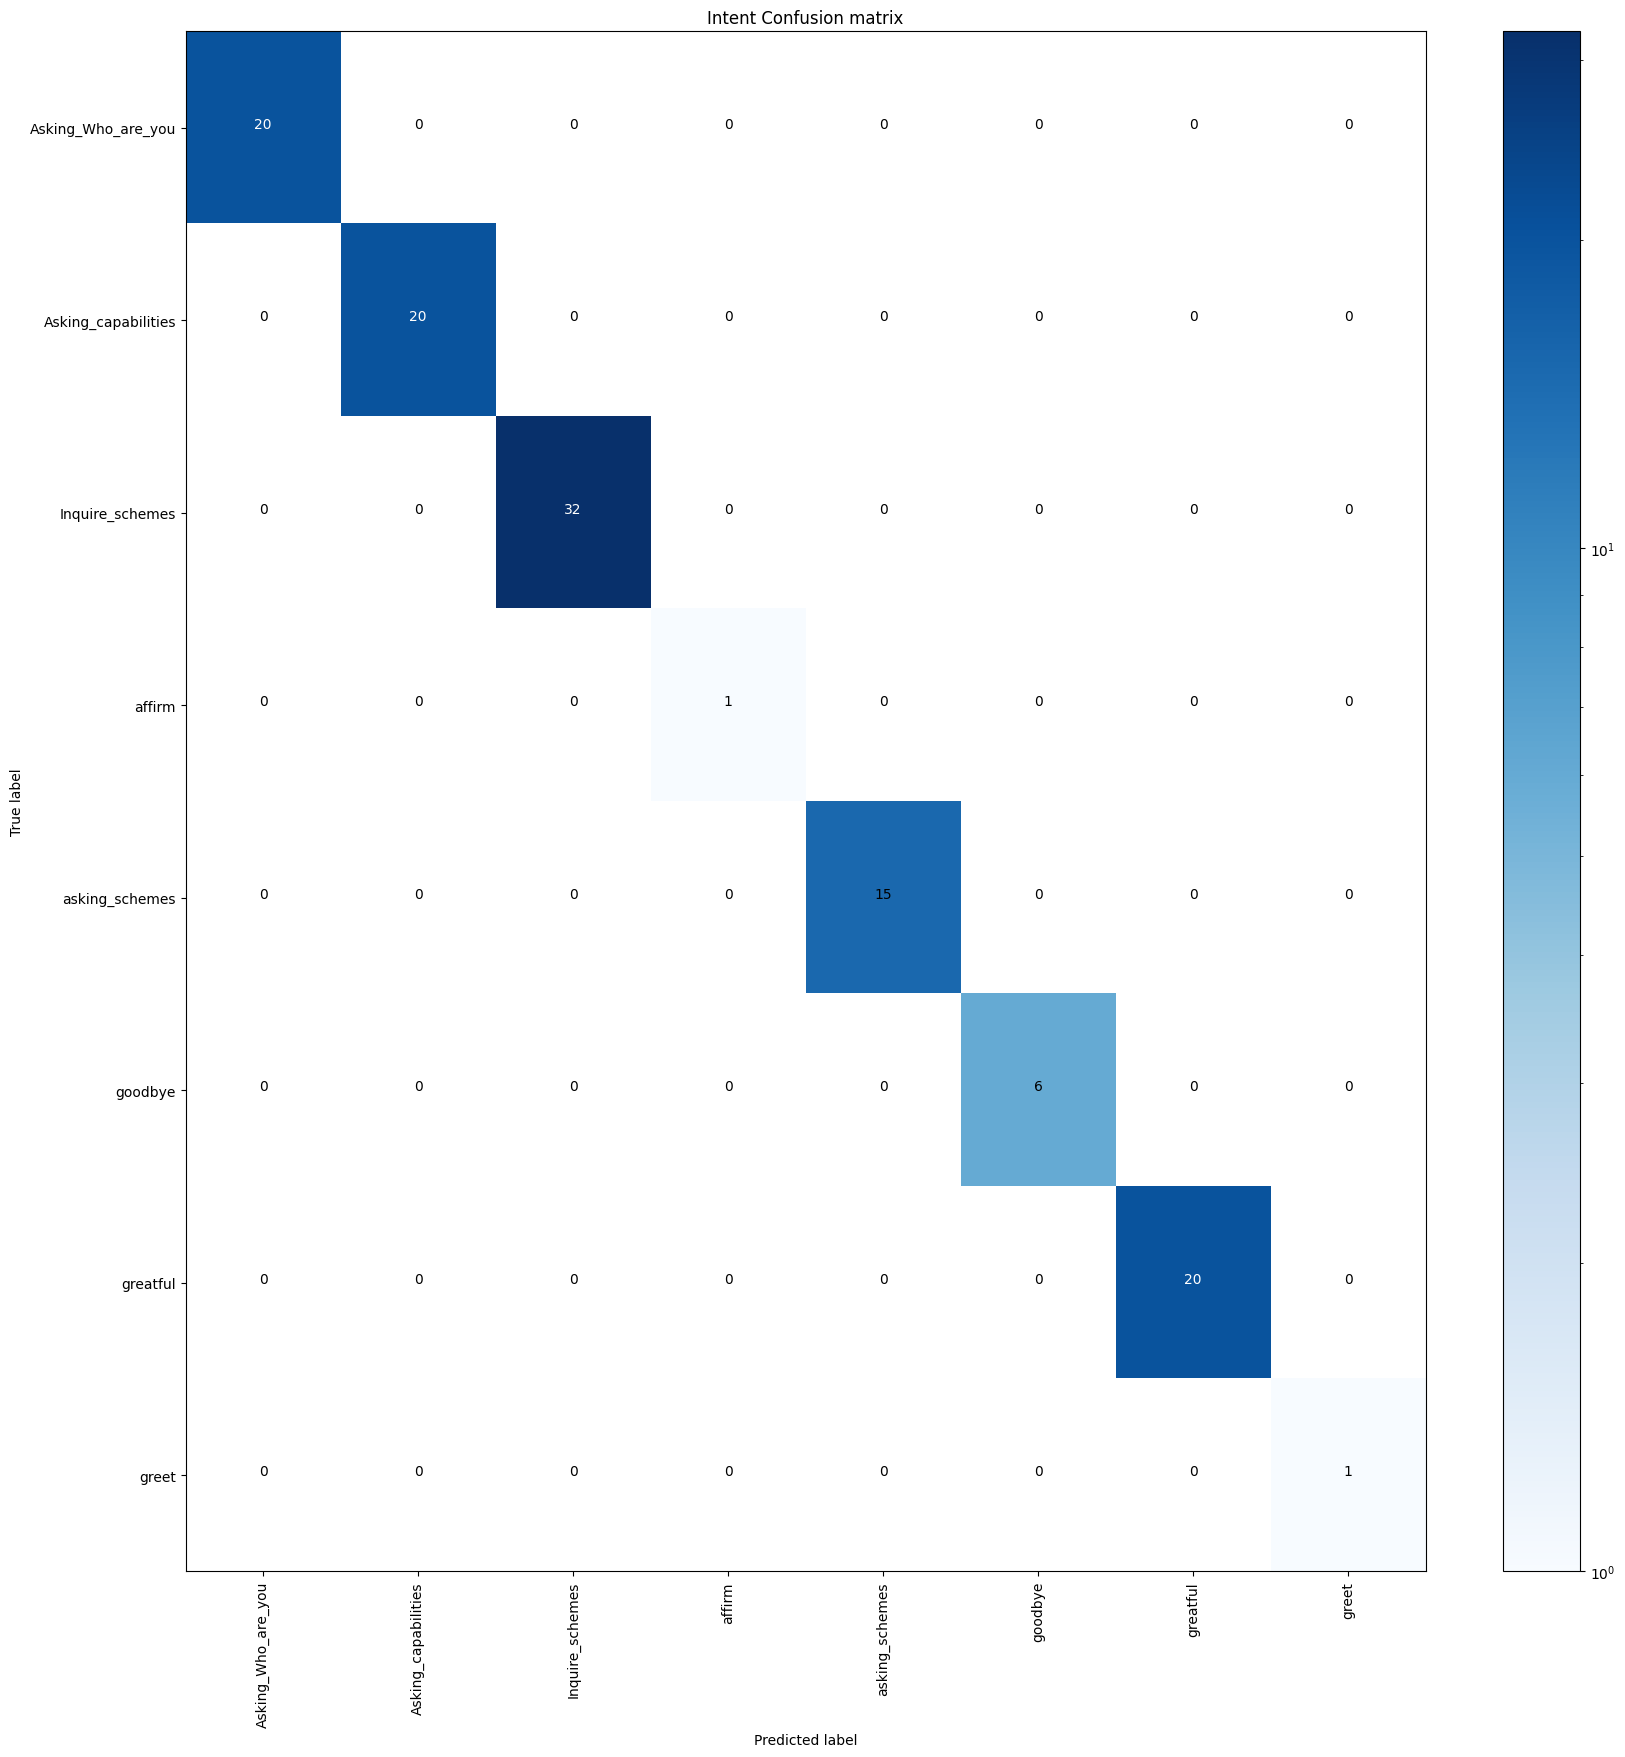 Intent Confusion matrix
Asking_Who_are_you 20 0 0 0 0 0 0 0
Asking_capabilities 0 20 0 0 0 0 0 0
Inquire_schemes 0 0 32 0 0 0 0 0
affirm 0 0 0 1 0 0 0 0
asking_schemes 0 0 0 0 15 0 0 0
goodbye 0 0 0 0 0 6 0 0
greatful 0 0 0 0 0 0 20 0
greet 0 0 0 0 0 0 0 1
True label
Asking_Who_are_you
Asking_capabilities
Inquire_schemes
affirm
asking_schemes
goodbye
greatful
greet
Predicted label
10¹
10⁰